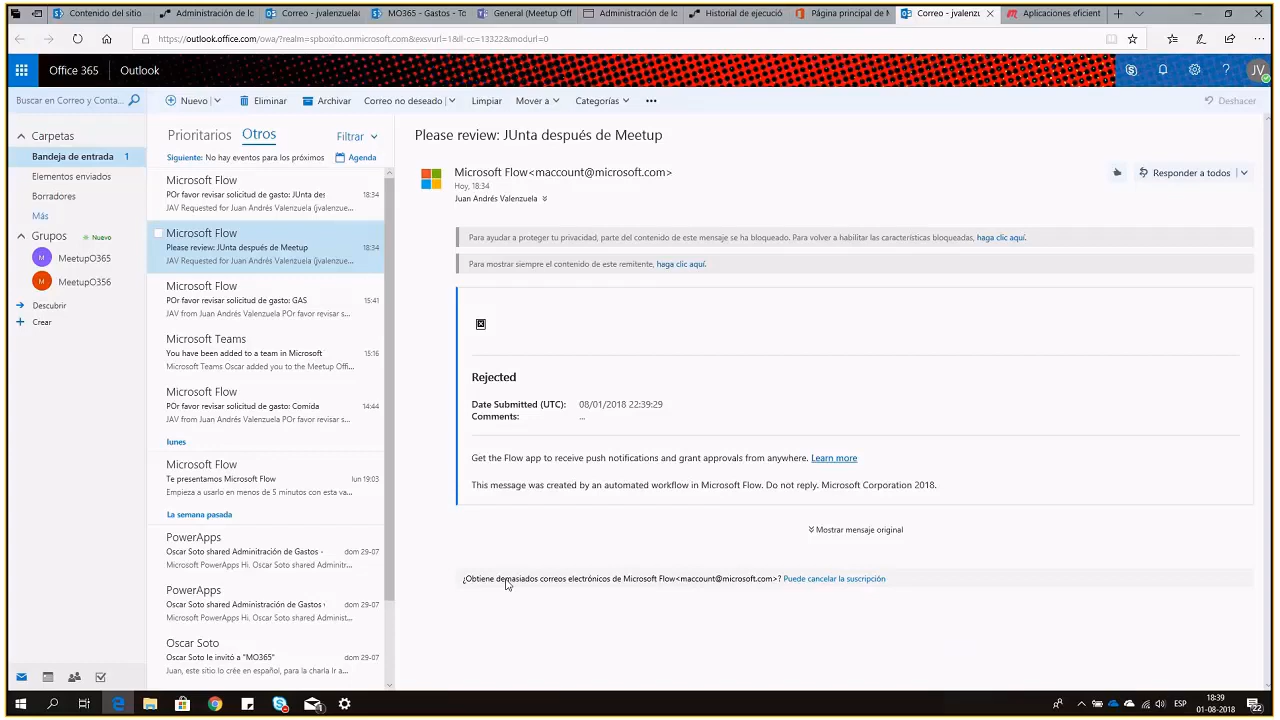 Contenido del sitio
Administración de lo
Correo - jvalenzuela
MO365 - Gastos - To
General (Meetup Off
Administración de lo
Historial de ejecució
Página principal de M
Correo - jvalenz
Aplicaciones eficient
https://outlook.office.com/owa/?realm=spboxito.onmicrosoft.com&exsvurl=1&ll-cc=13322&modurl=0
Office 365
Outlook
JV
Buscar en Correo y Conta...
Nuevo
Eliminar
Archivar
Correo no deseado
Limpiar
Mover a
Categorías
Deshacer
Carpetas
Bandeja de entrada 1
Elementos enviados
Borradores
Más
Grupos
Nuevo
M MeetupO365
M MeetupO356
Descubrir
Crear
Prioritarios
Otros
Filtrar
Siguiente: No hay eventos para los próximos
Agenda
Microsoft Flow
POr favor revisar solicitud de gasto: JUnta des 18:34
JAV Requested for Juan Andrés Valenzuela (jvalenzue...
Microsoft Flow
Please review: JUnta después de Meetup 18:34
JAV Requested for Juan Andrés Valenzuela (jvalenzue...
Microsoft Flow
POr favor revisar solicitud de gasto: GAS 15:41
JAV from Juan Andrés Valenzuela POr favor revisar s...
Microsoft Teams
You have been added to a team in Microsoft 15:16
Microsoft Teams Oscar added you to the Meetup Offi...
Microsoft Flow
POr favor revisar solicitud de gasto: Comida 14:44
JAV from Juan Andrés Valenzuela POr favor revisar s...
lunes
Microsoft Flow
Te presentamos Microsoft Flow lun 19:03
Empieza a usarlo en menos de 5 minutos con esta va...
La semana pasada
PowerApps
Oscar Soto shared Adminitración de Gastos - dom 29-07
Microsoft PowerApps Hi. Oscar Soto shared Adminitr...
PowerApps
Oscar Soto shared Administración de Gastos dom 29-07
Microsoft PowerApps Hi, Oscar Soto shared Administ...
Oscar Soto
Oscar Soto le invitó a "MO365" dom 29-07
Juan, este sitio lo crée en español, para la charla Ir a...
Please review: JUnta después de Meetup
Microsoft Flow<maccount@microsoft.com>
Hoy, 18:34
Juan Andrés Valenzuela
Responder a todos
Para ayudar a proteger tu privacidad, parte del contenido de este mensaje se ha bloqueado. Para volver a habilitar las características bloqueadas, haga clic aquí.
Para mostrar siempre el contenido de este remitente, haga clic aquí.
Rejected
Date Submitted (UTC): 08/01/2018 22:39:29
Comments: ...
Get the Flow app to receive push notifications and grant approvals from anywhere. Learn more
This message was created by an automated workflow in Microsoft Flow. Do not reply. Microsoft Corporation 2018.
Mostrar mensaje original
¿Obtiene demasiados correos electrónicos de Microsoft Flow<maccount@microsoft.com>? Puede cancelar la suscripción
ESP
18:39
01-08-2018
22